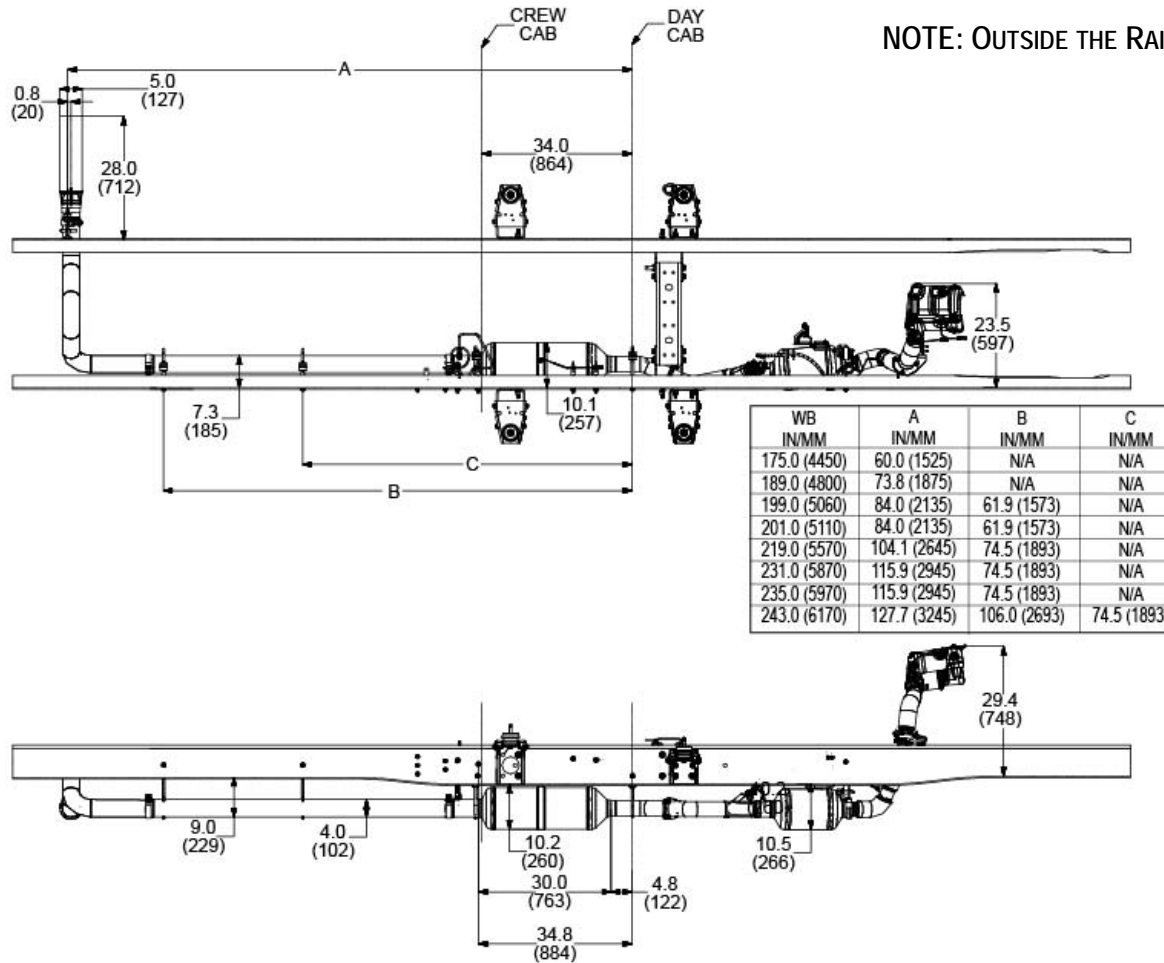 CREW
CAB
DAY
CAB
NOTE: OUTSIDE THE RAI
A
0.8
(20)
5.0
(127)
34.0
(864)
28.0
(712)
23.5
(597)
7.3
(185)
10.1
(257)
C
B
WB A B C
IN/MM IN/MM IN/MM IN/MM
175.0 (4450) 60.0 (1525) N/A N/A
189.0 (4800) 73.8 (1875) N/A N/A
199.0 (5060) 84.0 (2135) 61.9 (1573) N/A
201.0 (5110) 84.0 (2135) 61.9 (1573) N/A
219.0 (5570) 104.1 (2645) 74.5 (1893) N/A
231.0 (5870) 115.9 (2945) 74.5 (1893) N/A
235.0 (5970) 115.9 (2945) 74.5 (1893) N/A
243.0 (6170) 127.7 (3245) 106.0 (2693) 74.5 (1893
29.4
(748)
9.0
(229)
4.0
(102)
10.2
(260)
10.5
(266)
30.0
(763)
4.8
(122)
34.8
(884)